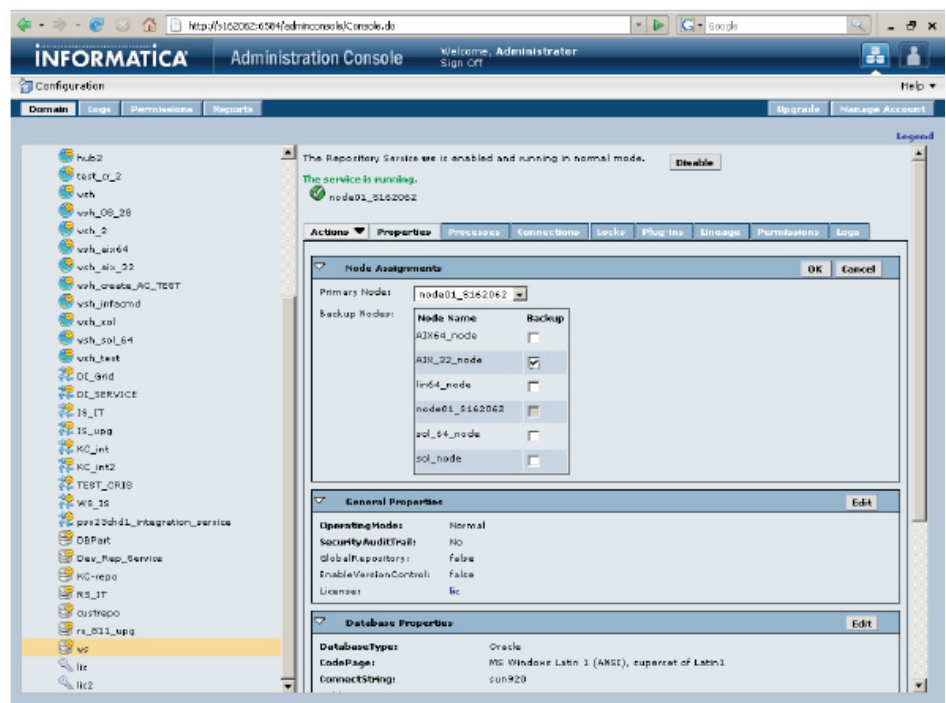 http://s162062:6584/adminconsole/Console.do
Google
INFORMATICA
Administration Console
Welcome, Administrator
Sign Off
Configuration
Help
Domain Logs Permissions Reports
Upgrade Manage Account
Legend
hub2
test_cr_2
vsh
vsh_08_28
vch_2
vsh_aix64
vch_aix_32
vsh_create_AC_TEST
vsh_infacmd
vsh_sol
vsh_sol_64
vsh_test
DI_Grid
DI_SERVICE
IS_IT
IS_upg
KC_int
KC_int2
TEST_CRIS
WS_IS
DBPart
Dev_Rep_Service
KC-repo
RS_IT
custrepo
rs_811_upg
vs
lic
lic2
The Repository Service is enabled and running in normal mode.
Disable
The service is running.
node01_S162062
Actions Properties Processes Connections Locks Plug-ins Lineage Permissions Logs
Node Assignments
OK Cancel
Primary Node: node01_S162062
Backup Nodes:
Node Name Backup
AIX64_node
AIX_32_node
lin64_node
node01_S162062
sol_64_node
sol_node
General Properties
Edit
OperatingMode: Normal
SecurityAuditTrail: No
GlobalRepository: false
EnableVersionControl: false
License: lic
Database Properties
Edit
DatabaseType: Oracle
CodePage: MS Windows Latin 1 (ANSI), superset of Latin1
ConnectString: sun920